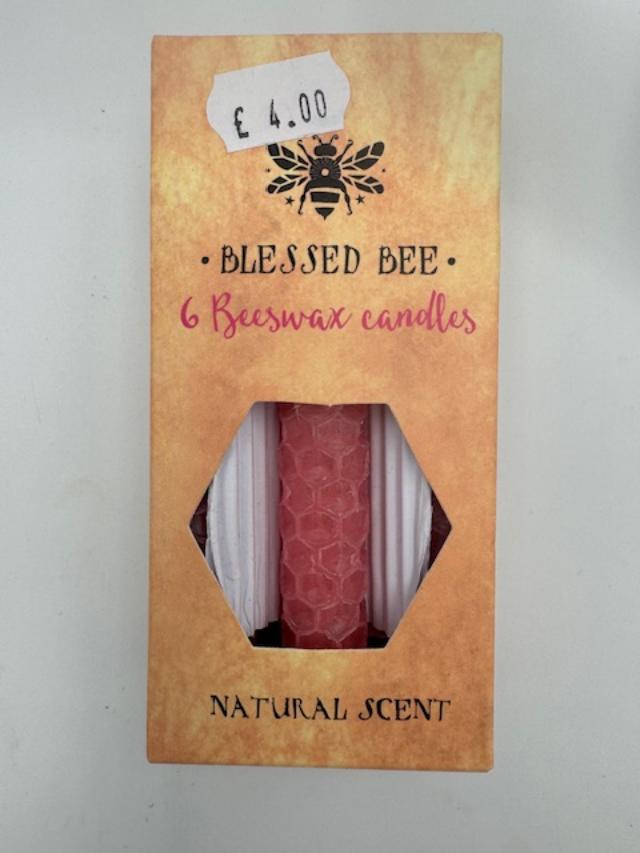 £ 4.00
· BLESSED BEE ·
6 Beeswax candles
NATURAL SCENT